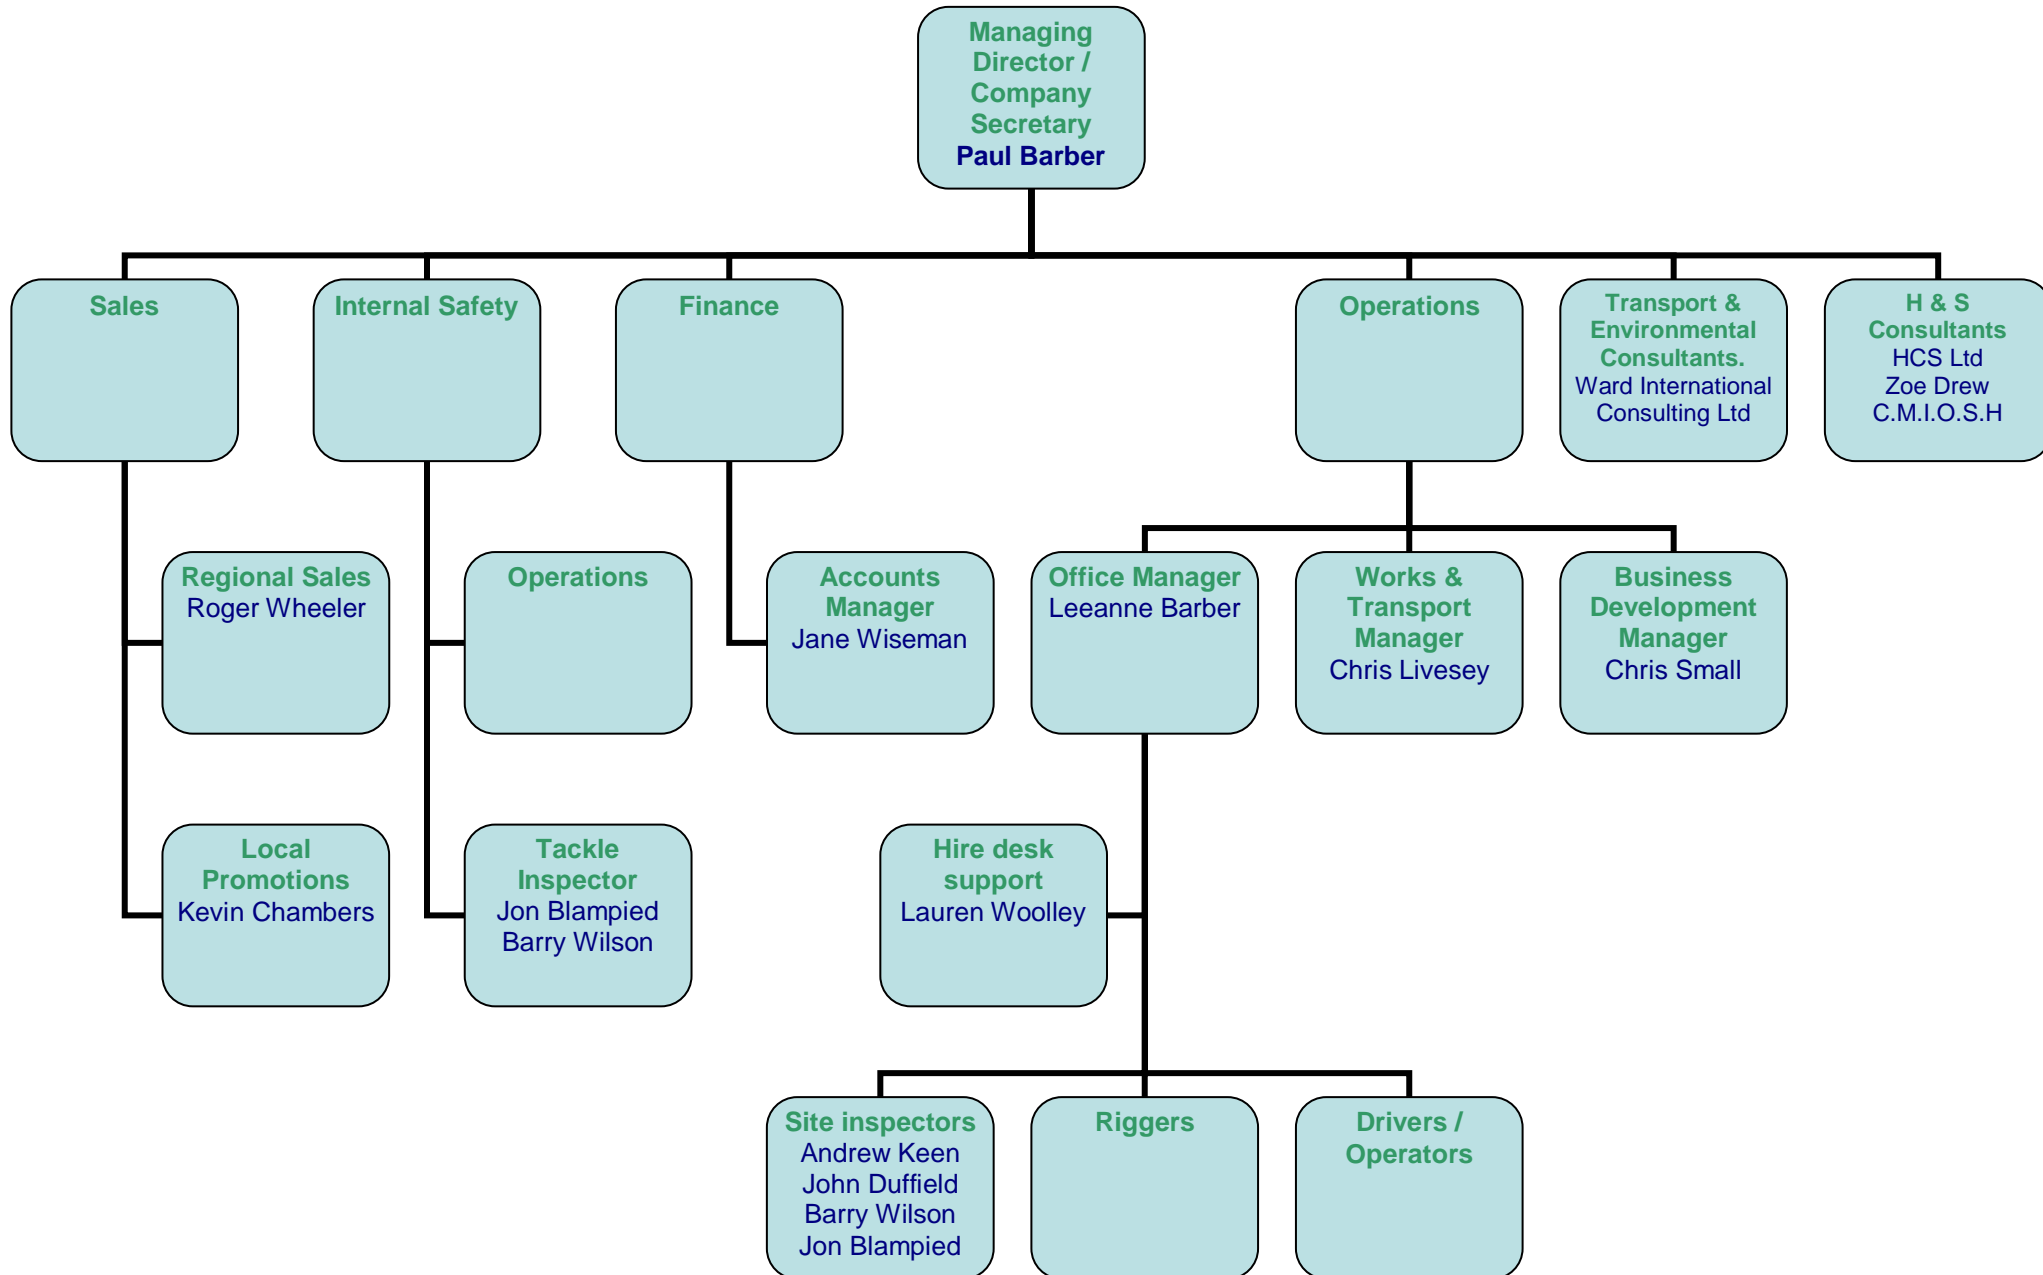 Managing
Director /
Company
Secretary
Paul Barber
Sales
Internal Safety
Finance
Operations
Transport &
Environmental
Consultants.
Ward International
Consulting Ltd
H & S
Consultants
HCS Ltd
Zoe Drew
C.M.I.O.S.H
Regional Sales
Roger Wheeler
Operations
Accounts
Manager
Jane Wiseman
Office Manager
Leeanne Barber
Works &
Transport
Manager
Chris Livesey
Business
Development
Manager
Chris Small
Local
Promotions
Kevin Chambers
Tackle
Inspector
Jon Blampied
Barry Wilson
Hire desk
support
Lauren Woolley
Site inspectors
Andrew Keen
John Duffield
Barry Wilson
Jon Blampied
Riggers
Drivers /
Operators